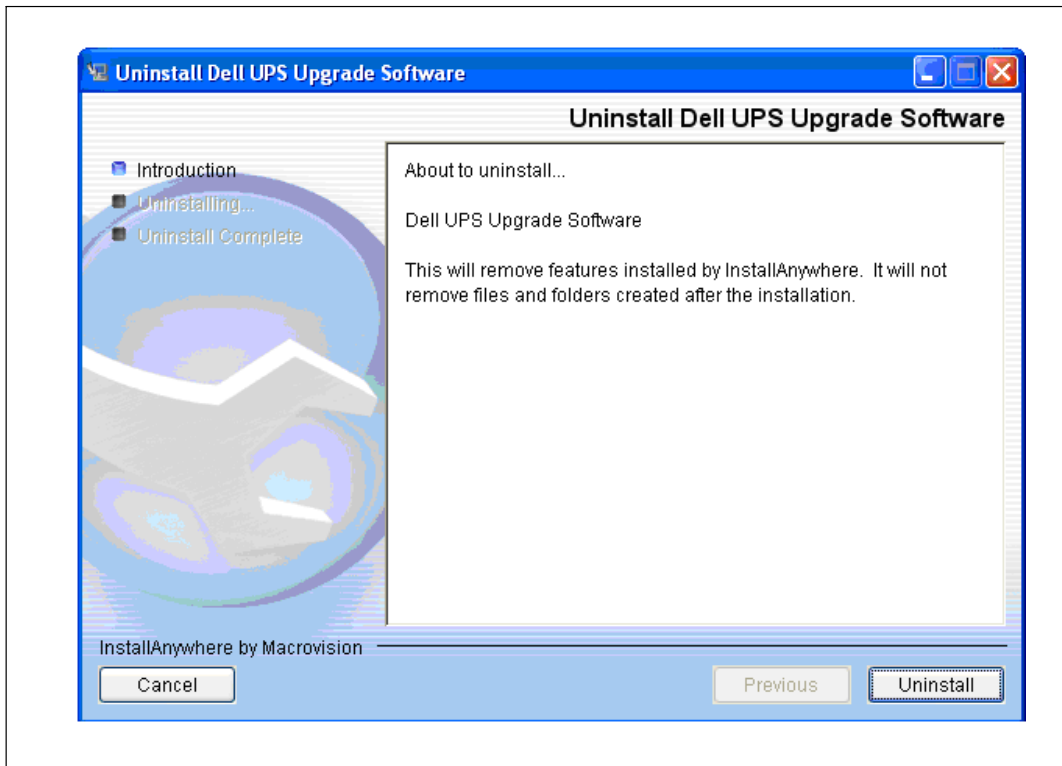 Uninstall Dell UPS Upgrade Software
Uninstall Dell UPS Upgrade Software
Introduction
Uninstalling...
Uninstall Complete
About to uninstall...
Dell UPS Upgrade Software
This will remove features installed by InstallAnywhere. It will not
remove files and folders created after the installation.
InstallAnywhere by Macrovision
Cancel
Previous
Uninstall